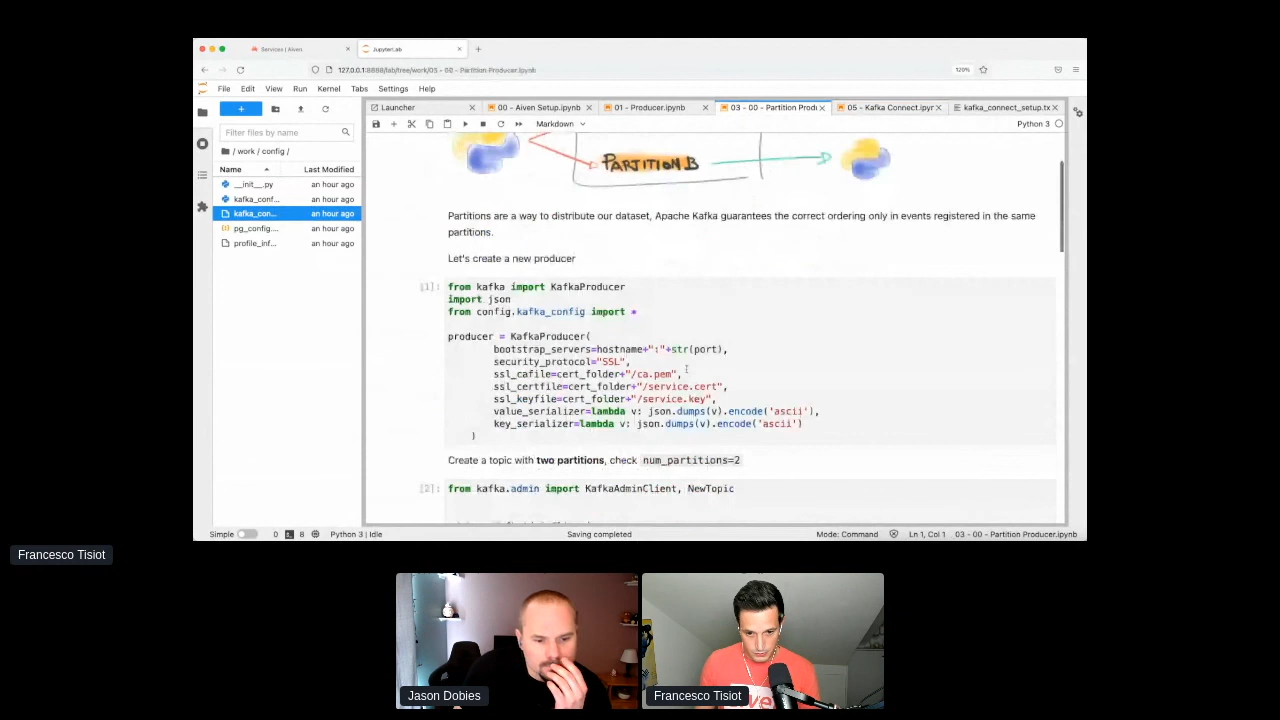 Services | Aiven
JupyterLab
127.0.0.1:8888/lab/tree/work/03 - 00 - Partition Producer.ipynb
120%
File Edit View Run Kernel Tabs Settings Help
Launcher
00 - Aiven Setup.ipynb
01 - Producer.ipynb
03 - 00 - Partition Produ
05 - Kafka Connect.ipyr
kafka_connect_setup.tx
Markdown
Python 3
Filter files by name
/ work / config /
Name Last Modified
__init__.py an hour ago
kafka_conf... an hour ago
kafka_con... an hour ago
pg_config.... an hour ago
profile_inf... an hour ago
PARTITION B
Partitions are a way to distribute our dataset, Apache Kafka guarantees the correct ordering only in events registered in the same
partitions.
Let's create a new producer
[1]: from kafka import KafkaProducer
import json
from config.kafka_config import *
producer = KafkaProducer(
bootstrap_servers=hostname+":"+str(port),
security_protocol="SSL",
ssl_cafile=cert_folder+"/ca.pem",
ssl_certfile=cert_folder+"/service.cert",
ssl_keyfile=cert_folder+"/service.key",
value_serializer=lambda v: json.dumps(v).encode('ascii'),
key_serializer=lambda v: json.dumps(v).encode('ascii')
)
Create a topic with two partitions, check num_partitions=2
[2]: from kafka.admin import KafkaAdminClient, NewTopic
Simple 0 8 Python 3 | Idle Saving completed Mode: Command Ln 1, Col 1 03 - 00 - Partition Producer.ipynb
Francesco Tisiot
Jason Dobies
Francesco Tisiot